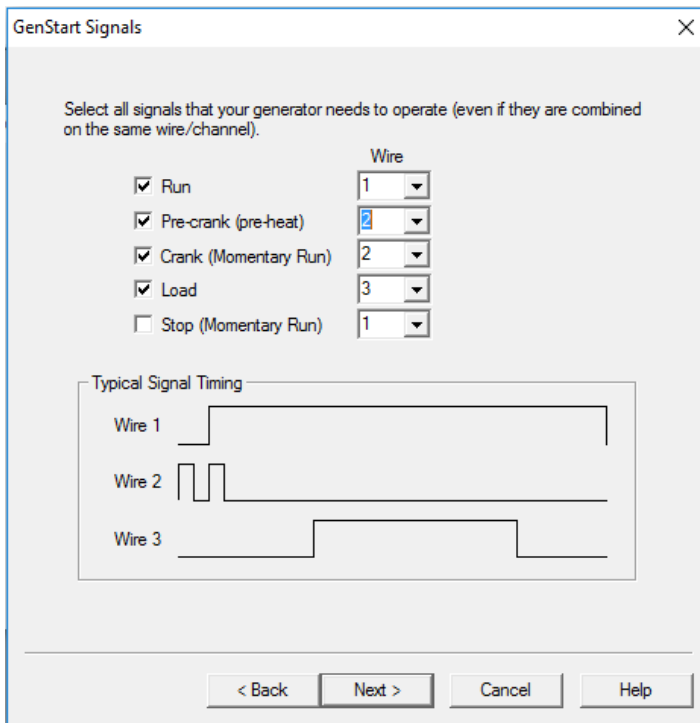 GenStart Signals
Select all signals that your generator needs to operate (even if they are combined
on the same wire/channel).
Wire
Run 1
Pre-crank (pre-heat) 2
Crank (Momentary Run) 2
Load 3
Stop (Momentary Run) 1
Typical Signal Timing
Wire 1
Wire 2
Wire 3
< Back Next > Cancel Help